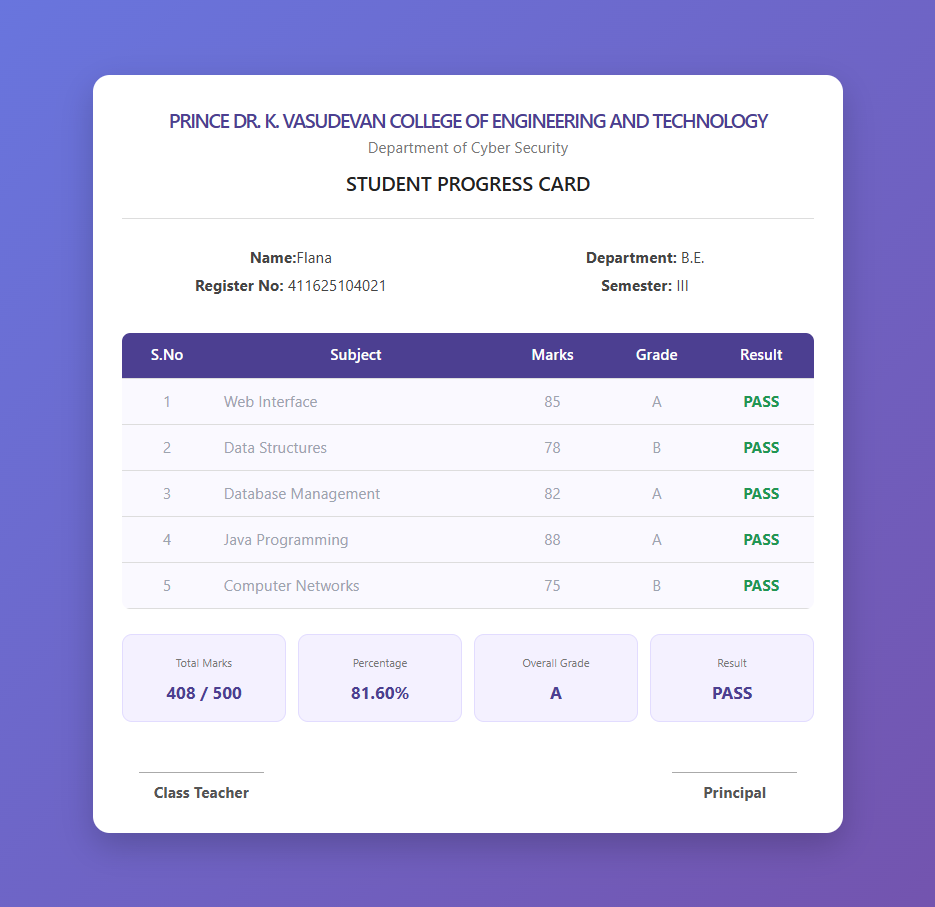 PRINCE DR. K. VASUDEVAN COLLEGE OF ENGINEERING AND TECHNOLOGY
Department of Cyber Security
STUDENT PROGRESS CARD
Name:Flana Department: B.E.
Register No: 411625104021 Semester: III
S.No Subject Marks Grade Result
1 Web Interface 85 A PASS
2 Data Structures 78 B PASS
3 Database Management 82 A PASS
4 Java Programming 88 A PASS
5 Computer Networks 75 B PASS
Total Marks Percentage Overall Grade Result
408 / 500 81.60% A PASS
Class Teacher Principal